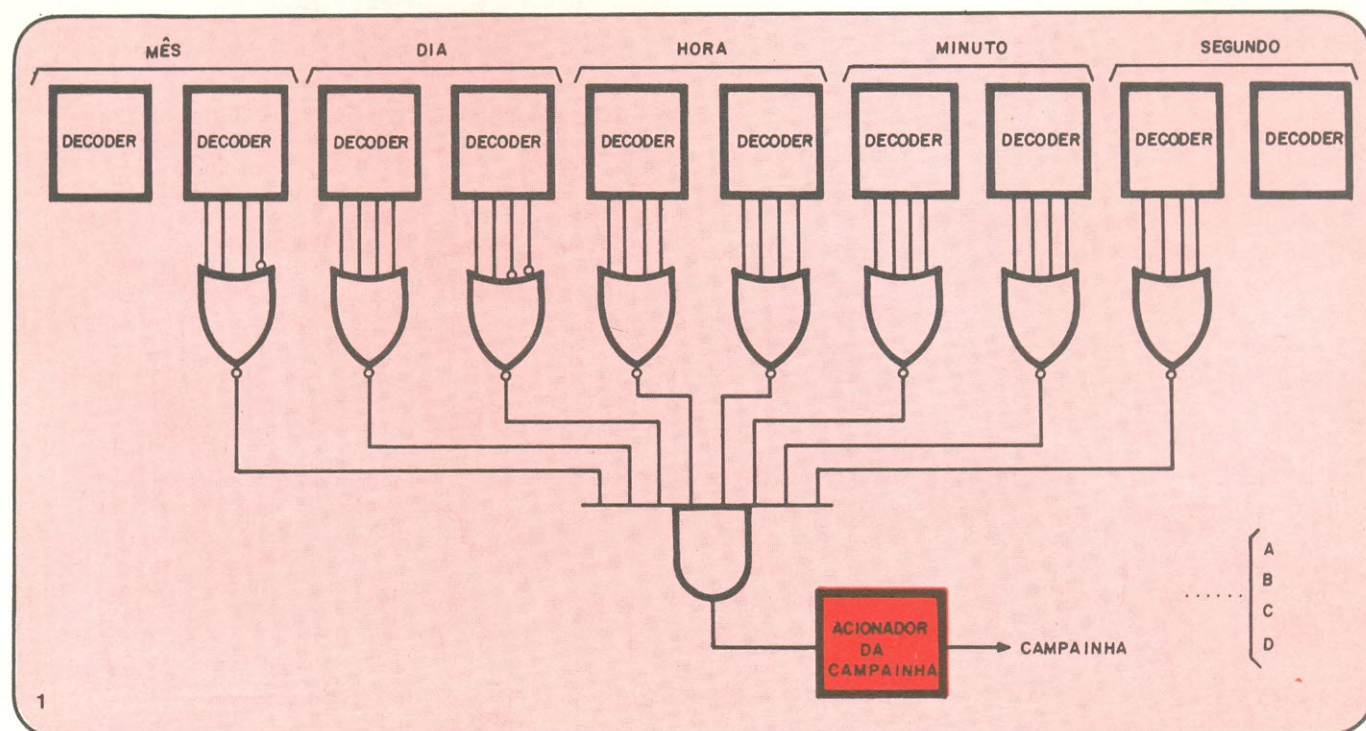 MÊS DIA HORA MINUTO SEGUNDO
DECODER DECODER DECODER DECODER DECODER DECODER DECODER DECODER DECODER DECODER
A
B
...... C
D
ACIONADOR
DA
CAMPAINHA
CAMPAINHA
1